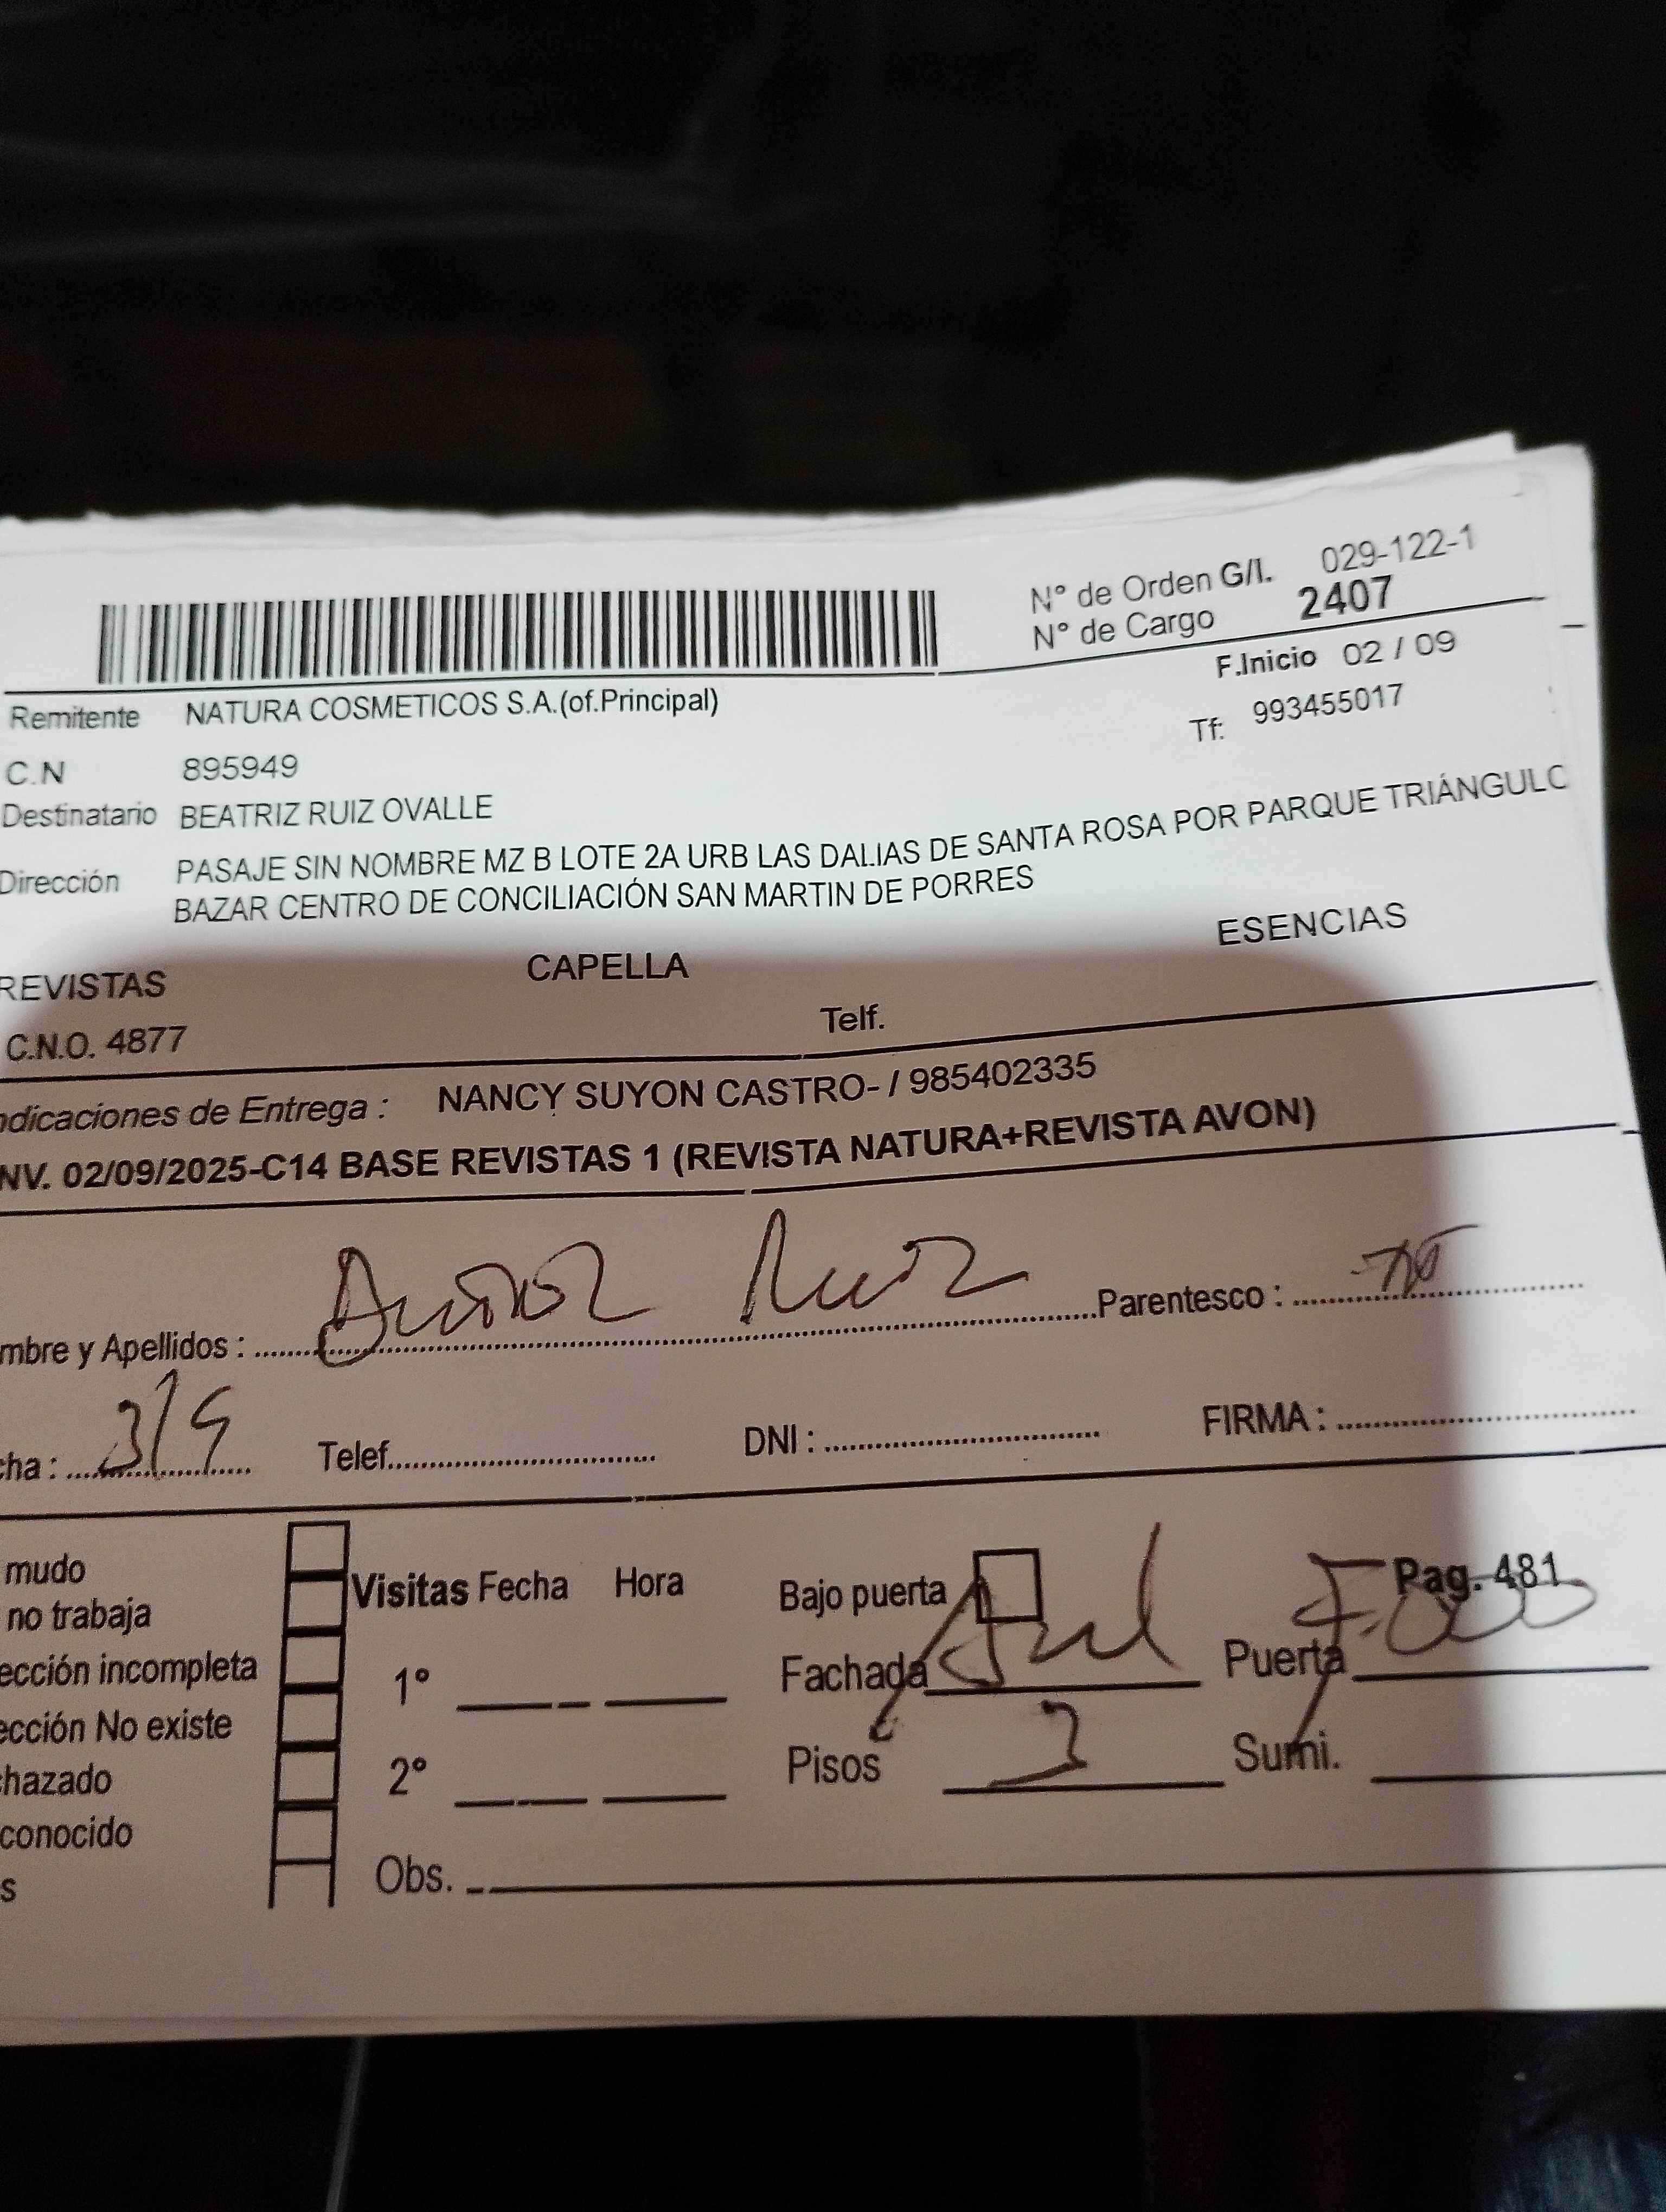 N° de Orden G/I. 029-122-1
N° de Cargo 2407
F.Inicio 02 / 09
Remitente NATURA COSMETICOS S.A.(of.Principal)
Tf: 993455017
C.N 895949
Destinatario BEATRIZ RUIZ OVALLE
Dirección PASAJE SIN NOMBRE MZ B LOTE 2A URB LAS DALIAS DE SANTA ROSA POR PARQUE TRIÁNGULO
BAZAR CENTRO DE CONCILIACIÓN SAN MARTIN DE PORRES
REVISTAS CAPELLA ESENCIAS
C.N.O. 4877 Telf.
ndicaciones de Entrega : NANCY SUYON CASTRO- / 985402335
NV. 02/09/2025-C14 BASE REVISTAS 1 (REVISTA NATURA+REVISTA AVON)
mbre y Apellidos : Ruiz Parentesco :
cha : 3/9 Telef. DNI : FIRMA :
mudo
no trabaja
Visitas Fecha Hora Bajo puerta Pag. 481
ección incompleta 1° Fachada Azul Puerta
ección No existe
hazado 2° Pisos 3 Sumi.
conocido
s Obs.